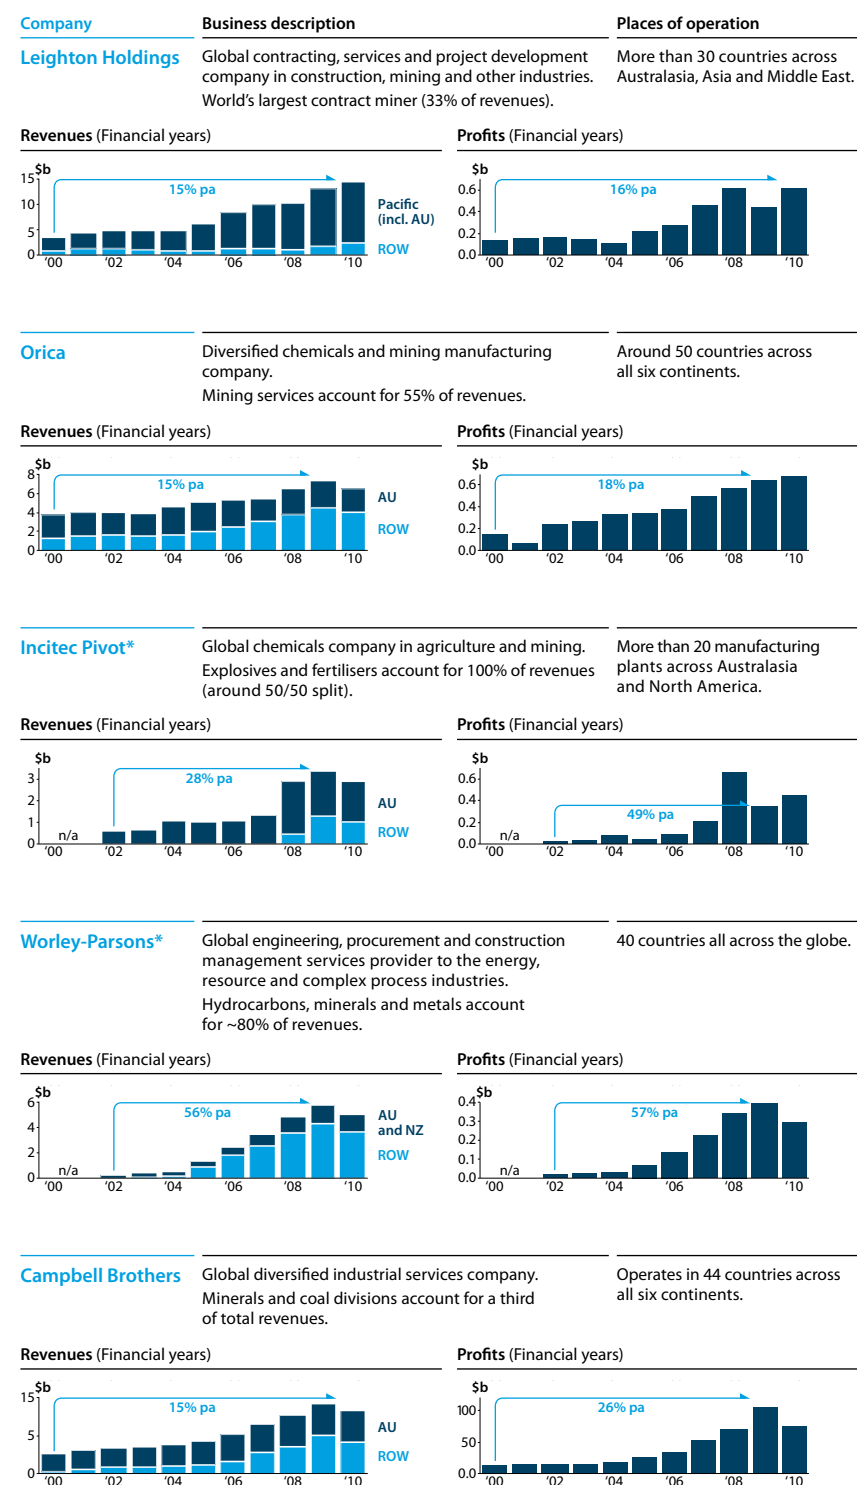 Company Business description Places of operation
Leighton Holdings
Global contracting, services and project development
company in construction, mining and other industries.
World's largest contract miner (33% of revenues).
More than 30 countries across
Australasia, Asia and Middle East.
Revenues (Financial years)
$b
15
10
5
0
15% pa
Pacific
(incl. AU)
ROW
'00 '02 '04 '06 '08 '10
Profits (Financial years)
$b
0.6
0.4
0.2
0.0
16% pa
'00 '02 '04 '06 '08 '10
Orica
Diversified chemicals and mining manufacturing
company.
Mining services account for 55% of revenues.
Around 50 countries across
all six continents.
Revenues (Financial years)
$b
8
6
4
2
0
15% pa
AU
ROW
'00 '02 '04 '06 '08 '10
Profits (Financial years)
$b
0.6
0.4
0.2
0.0
18% pa
'00 '02 '04 '06 '08 '10
Incitec Pivot*
Global chemicals company in agriculture and mining.
Explosives and fertilisers account for 100% of revenues
(around 50/50 split).
More than 20 manufacturing
plants across Australasia
and North America.
Revenues (Financial years)
$b
3
2
1
0
28% pa
n/a
AU
ROW
'00 '02 '04 '06 '08 '10
Profits (Financial years)
$b
0.6
0.4
0.2
0.0
49% pa
n/a
'00 '02 '04 '06 '08 '10
Worley-Parsons*
Global engineering, procurement and construction
management services provider to the energy,
resource and complex process industries.
Hydrocarbons, minerals and metals account
for ~80% of revenues.
40 countries all across the globe.
Revenues (Financial years)
$b
6
4
2
0
56% pa
n/a
AU
and NZ
ROW
'00 '02 '04 '06 '08 '10
Profits (Financial years)
$b
0.4
0.3
0.2
0.1
0.0
57% pa
n/a
'00 '02 '04 '06 '08 '10
Campbell Brothers
Global diversified industrial services company.
Minerals and coal divisions account for a third
of total revenues.
Operates in 44 countries across
all six continents.
Revenues (Financial years)
$b
15
5
0
15% pa
AU
ROW
'00 '02 '04 '06 '08 '10
Profits (Financial years)
$b
100
50
0.0
26% pa
'00 '02 '04 '06 '08 '10